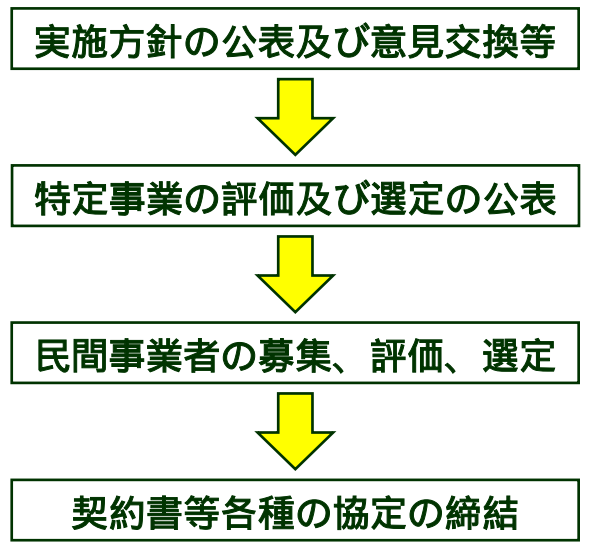 実施方針の公表及び意見交換等
特定事業の評価及び選定の公表
民間事業者の募集、評価、選定
契約書等各種の協定の締結